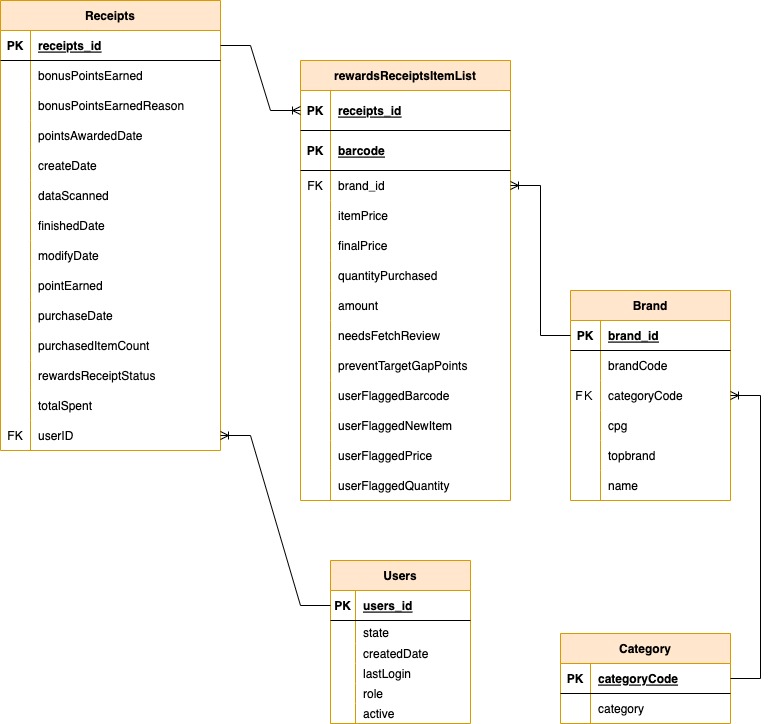 Receipts
PK receipts_id
bonusPointsEarned
bonusPointsEarnedReason
pointsAwardedDate
createDate
dataScanned
finishedDate
modifyDate
pointEarned
purchaseDate
purchasedItemCount
rewardsReceiptStatus
totalSpent
FK userID
rewardsReceiptsItemList
PK receipts_id
PK barcode
FK brand_id
itemPrice
finalPrice
quantityPurchased
amount
needsFetchReview
preventTargetGapPoints
userFlaggedBarcode
userFlaggedNewItem
userFlaggedPrice
userFlaggedQuantity
Brand
PK brand_id
brandCode
FK categoryCode
cpg
topbrand
name
Users
PK users_id
state
createdDate
lastLogin
role
active
Category
PK categoryCode
category